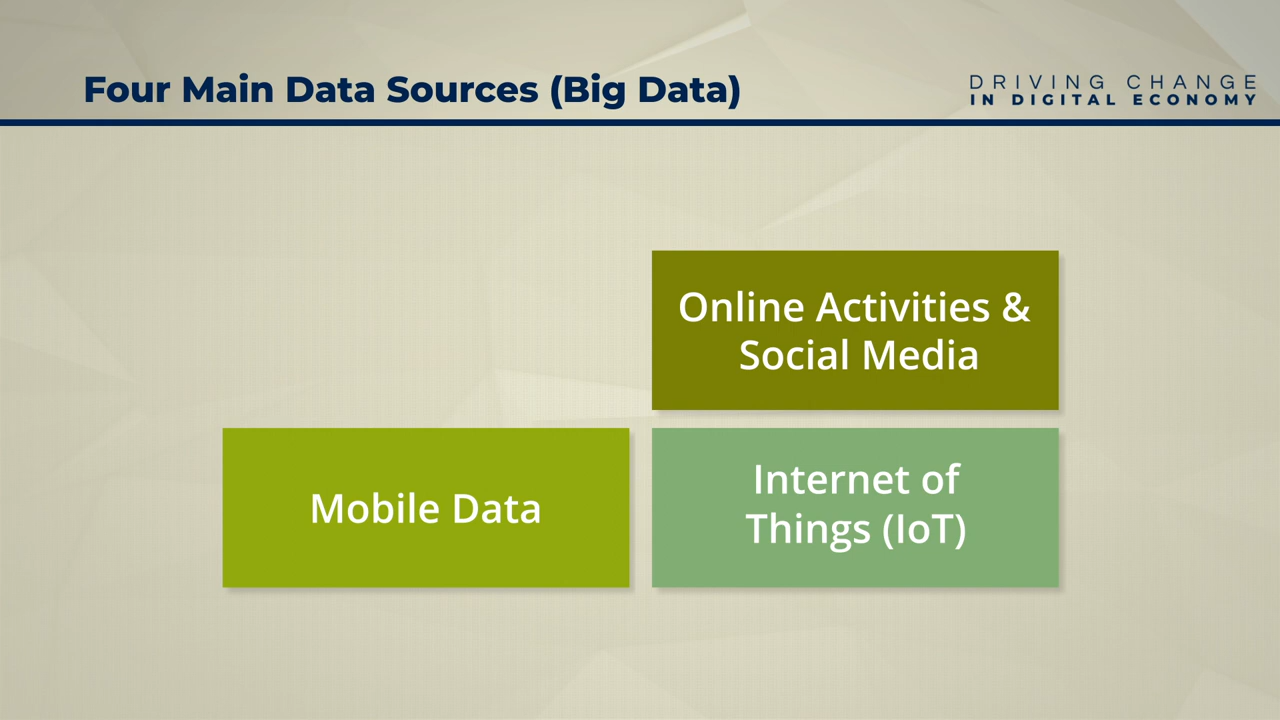 Four Main Data Sources (Big Data)
DRIVING CHANGE
IN DIGITAL ECONOMY
Online Activities &
Social Media
Mobile Data
Internet of
Things (IoT)